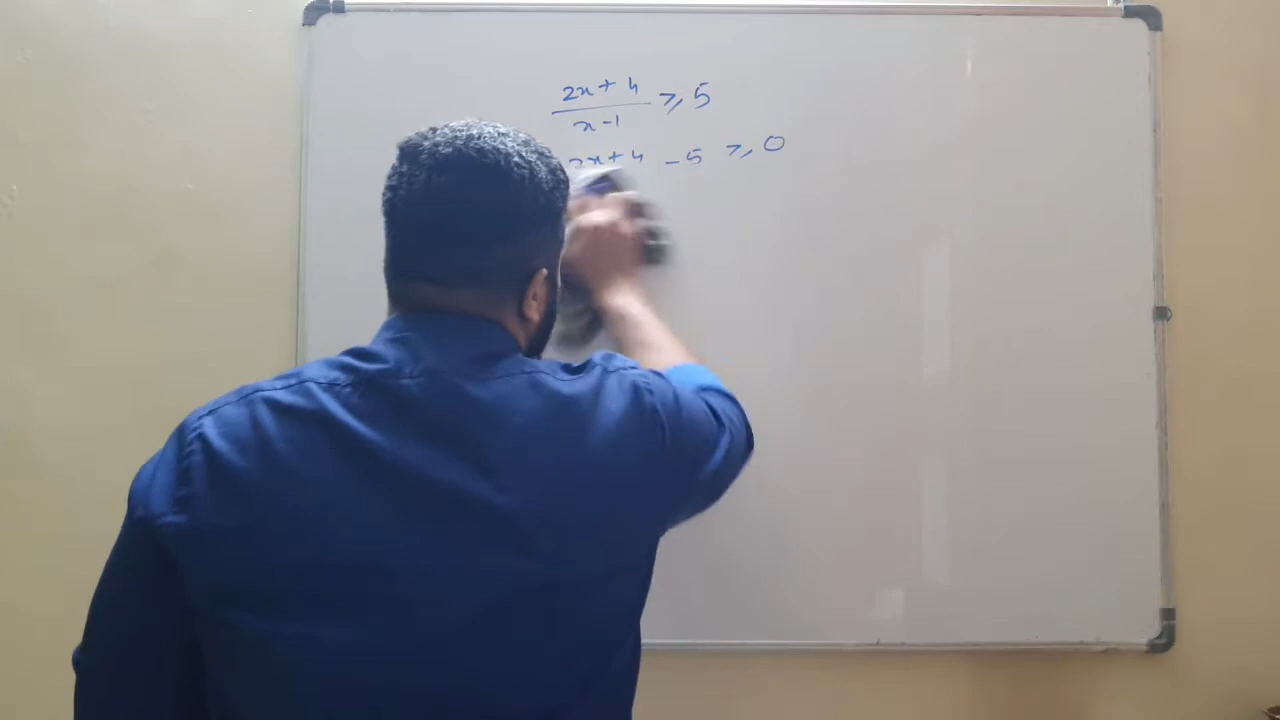 2x+4
x-1
≥ 5
2x+4 - 5 ≥ 0